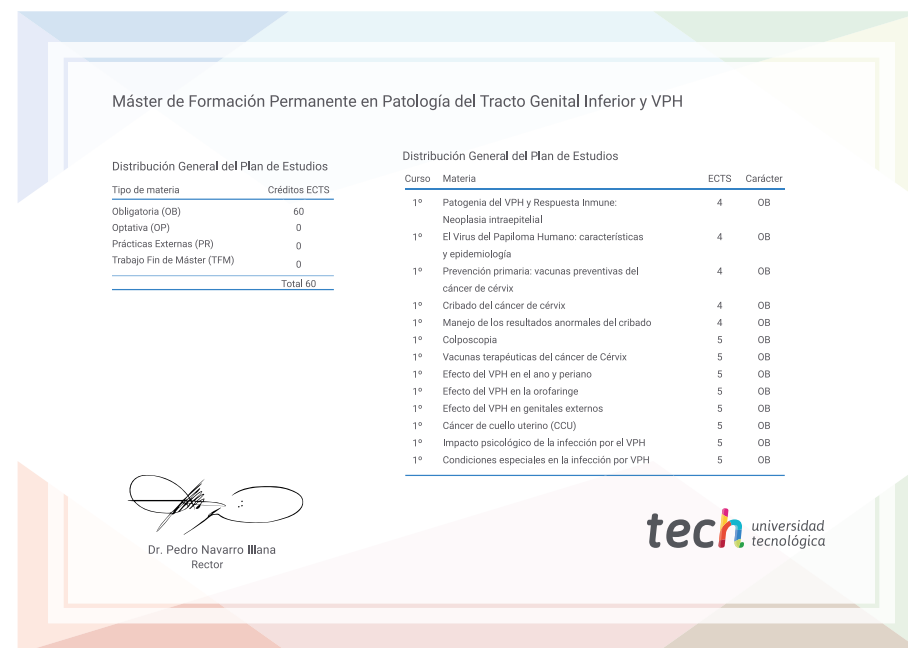 Máster de Formación Permanente en Patología del Tracto Genital Inferior y VPH
Distribución General del Plan de Estudios
Tipo de materia Créditos ECTS
Obligatoria (OB) 60
Optativa (OP) 0
Prácticas Externas (PR) 0
Trabajo Fin de Máster (TFM) 0
Total 60
Distribución General del Plan de Estudios
Curso Materia ECTS Carácter
1º Patogenia del VPH y Respuesta Inmune: 4 OB
Neoplasia intraepitelial
1º El Virus del Papiloma Humano: características 4 OB
y epidemiología
1º Prevención primaria: vacunas preventivas del 4 OB
cáncer de cérvix
1º Cribado del cáncer de cérvix 4 OB
1º Manejo de los resultados anormales del cribado 4 OB
1º Colposcopia 5 OB
1º Vacunas terapéuticas del cáncer de Cérvix 5 OB
1º Efecto del VPH en el ano y periano 5 OB
1º Efecto del VPH en la orofaringe 5 OB
1º Efecto del VPH en genitales externos 5 OB
1º Cáncer de cuello uterino (CCU) 5 OB
1º Impacto psicológico de la infección por el VPH 5 OB
1º Condiciones especiales en la infección por VPH 5 OB
Dr. Pedro Navarro Illana
Rector
tech universidad
tecnológica